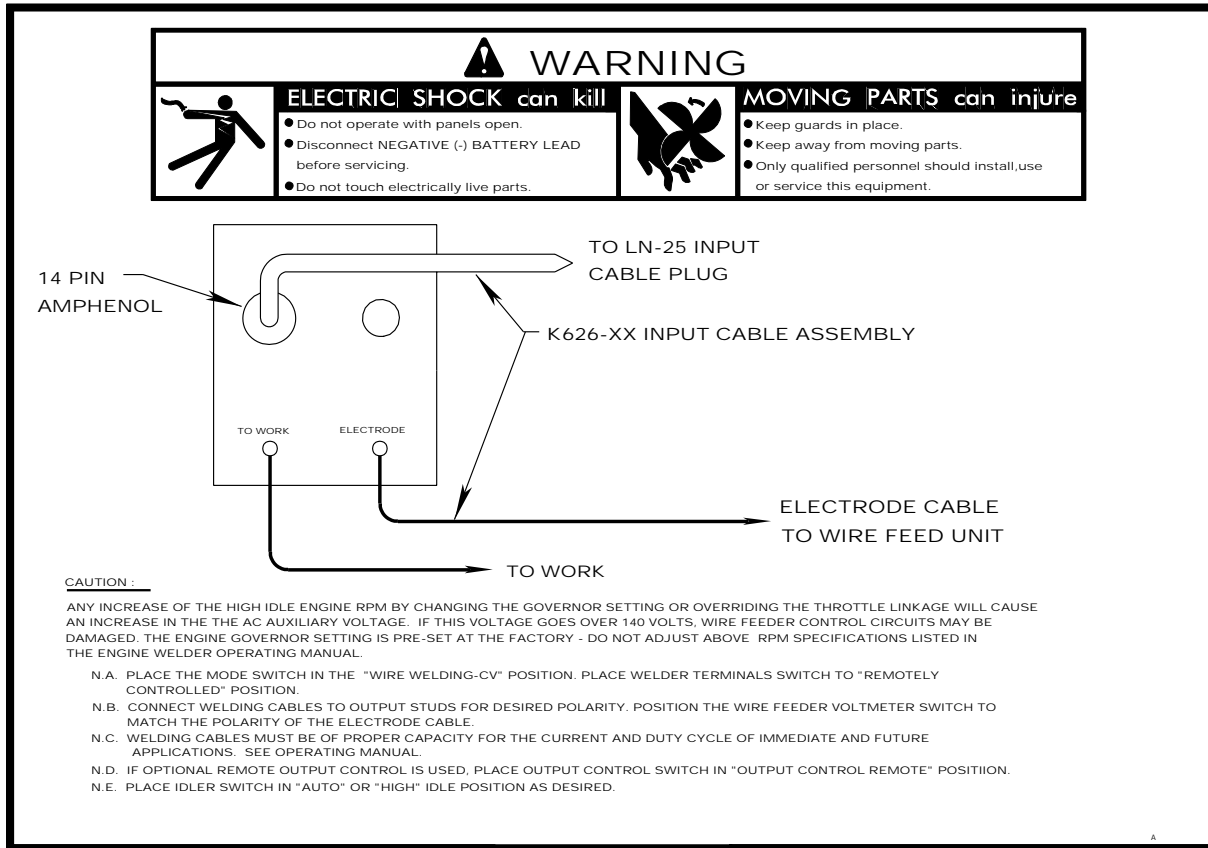 WARNING
ELECTRIC SHOCK can kill
● Do not operate with panels open.
● Disconnect NEGATIVE (-) BATTERY LEAD
before servicing.
● Do not touch electrically live parts.
MOVING PARTS can injure
● Keep guards in place.
● Keep away from moving parts.
● Only qualified personnel should install,use
or service this equipment.
14 PIN
AMPHENOL
TO LN-25 INPUT
CABLE PLUG
K626-XX INPUT CABLE ASSEMBLY
TO WORK
ELECTRODE
ELECTRODE CABLE
TO WIRE FEED UNIT
TO WORK
CAUTION :
ANY INCREASE OF THE HIGH IDLE ENGINE RPM BY CHANGING THE GOVERNOR SETTING OR OVERRIDING THE THROTTLE LINKAGE WILL CAUSE
AN INCREASE IN THE THE AC AUXILIARY VOLTAGE. IF THIS VOLTAGE GOES OVER 140 VOLTS, WIRE FEEDER CONTROL CIRCUITS MAY BE
DAMAGED. THE ENGINE GOVERNOR SETTING IS PRE-SET AT THE FACTORY - DO NOT ADJUST ABOVE RPM SPECIFICATIONS LISTED IN
THE ENGINE WELDER OPERATING MANUAL.
N.A. PLACE THE MODE SWITCH IN THE "WIRE WELDING-CV" POSITION. PLACE WELDER TERMINALS SWITCH TO "REMOTELY
CONTROLLED" POSITION.
N.B. CONNECT WELDING CABLES TO OUTPUT STUDS FOR DESIRED POLARITY. POSITION THE WIRE FEEDER VOLTMETER SWITCH TO
MATCH THE POLARITY OF THE ELECTRODE CABLE.
N.C. WELDING CABLES MUST BE OF PROPER CAPACITY FOR THE CURRENT AND DUTY CYCLE OF IMMEDIATE AND FUTURE
APPLICATIONS. SEE OPERATING MANUAL.
N.D. IF OPTIONAL REMOTE OUTPUT CONTROL IS USED, PLACE OUTPUT CONTROL SWITCH IN "OUTPUT CONTROL REMOTE" POSITIION.
N.E. PLACE IDLER SWITCH IN "AUTO" OR "HIGH" IDLE POSITION AS DESIRED.
A